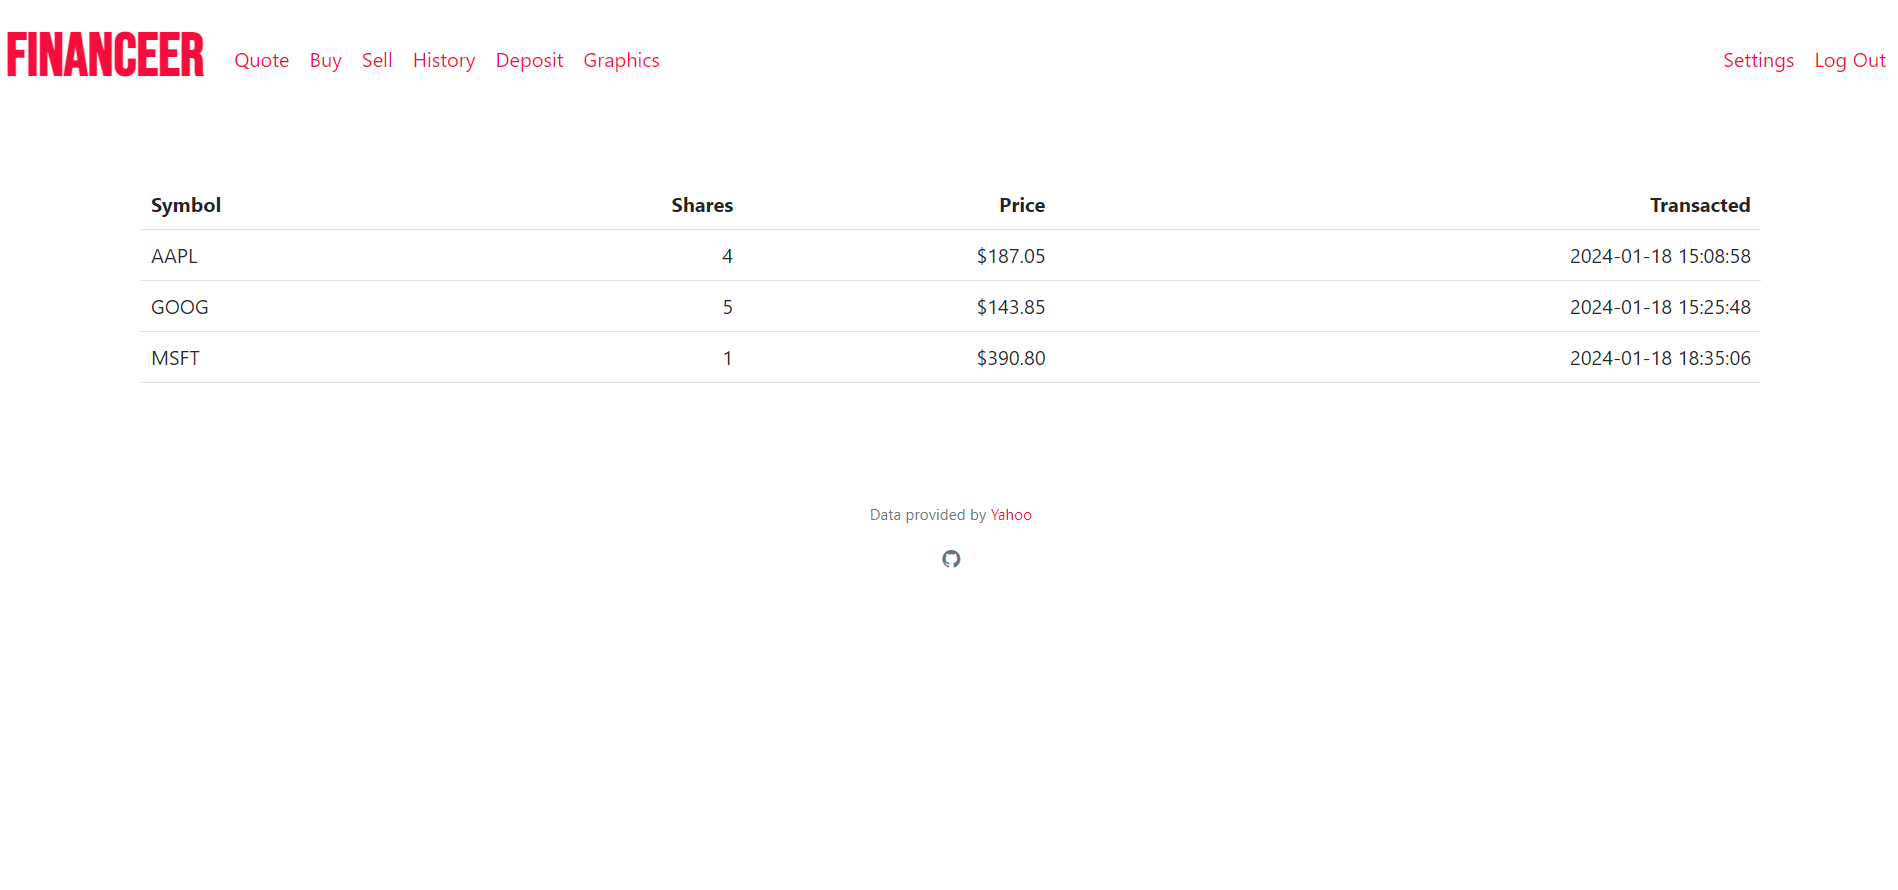 FINANCEER Quote Buy Sell History Deposit Graphics Settings Log Out
Symbol Shares Price Transacted
AAPL 4 $187.05 2024-01-18 15:08:58
GOOG 5 $143.85 2024-01-18 15:25:48
MSFT 1 $390.80 2024-01-18 18:35:06
Data provided by Yahoo